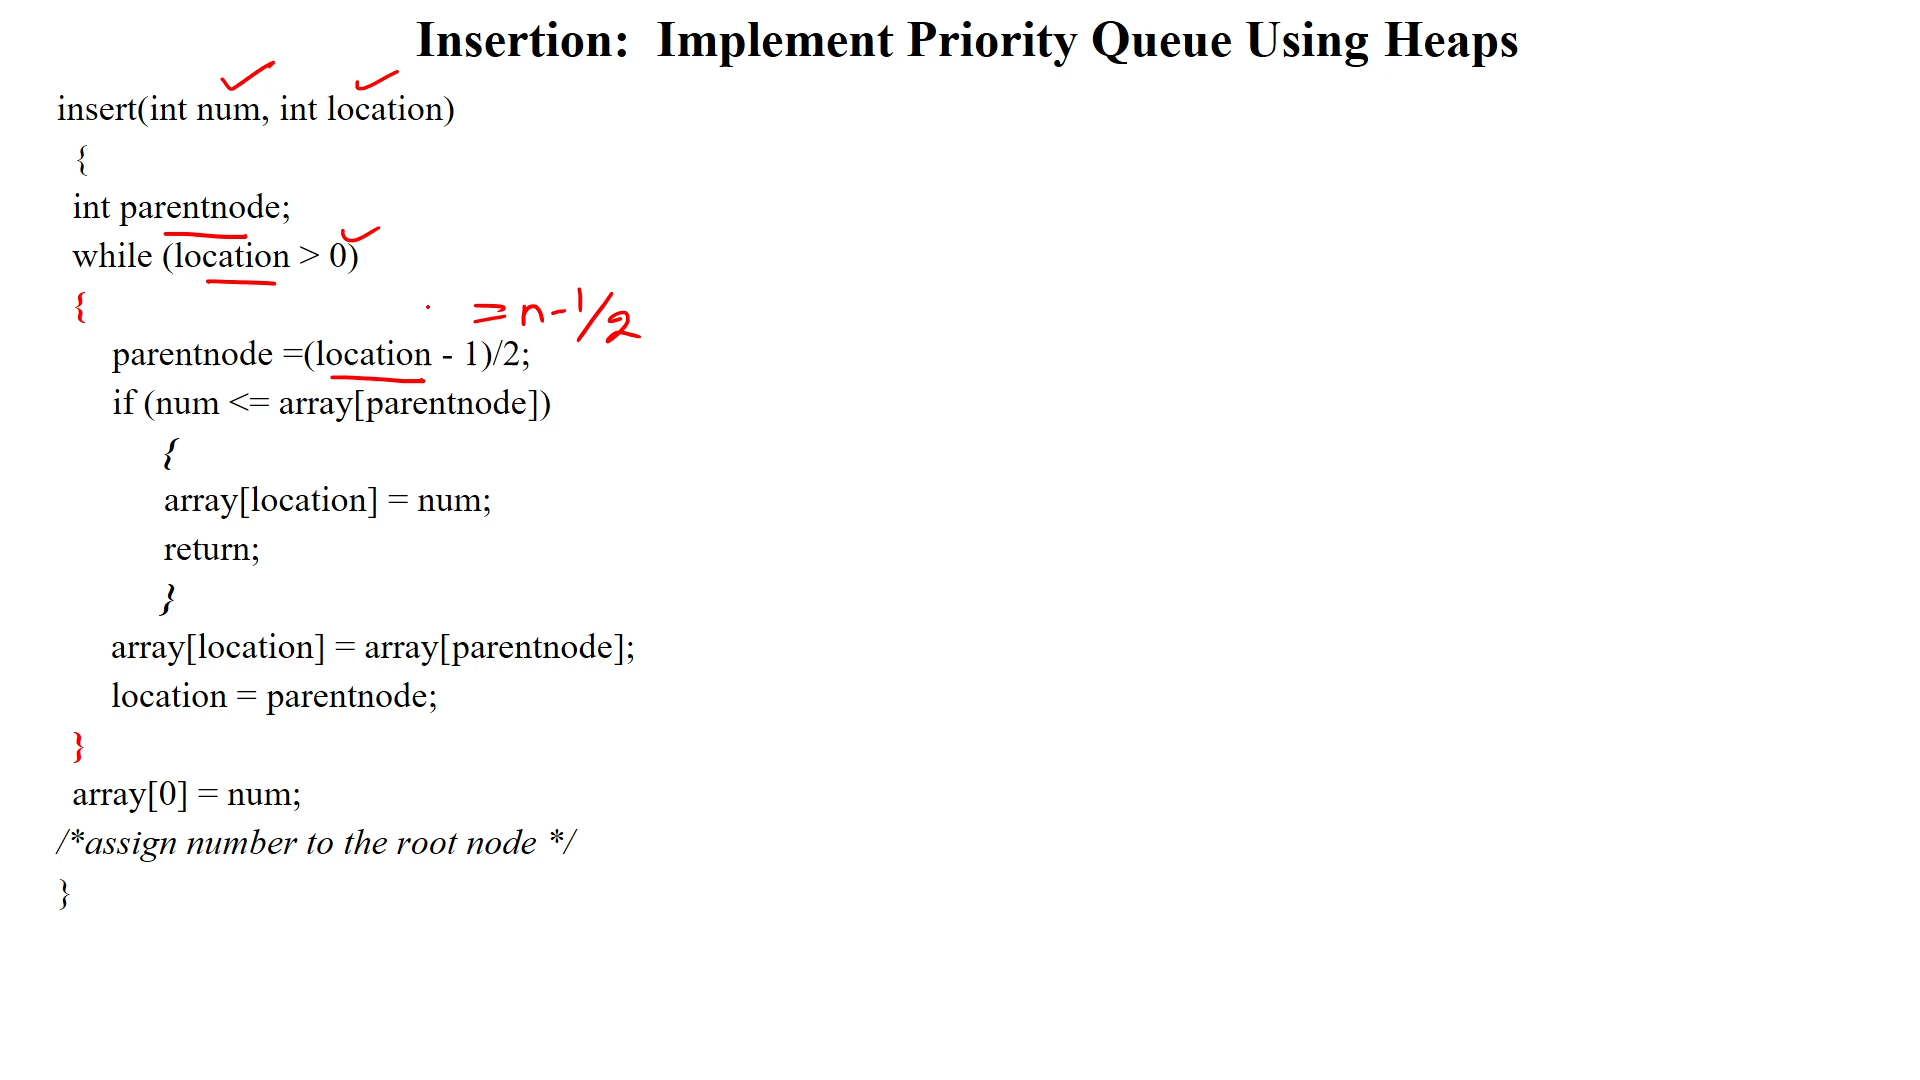 Insertion: Implement Priority Queue Using Heaps
insert(int num, int location)
{
int parentnode;
while (location > 0)
{
= n-1/2
parentnode =(location - 1)/2;
if (num <= array[parentnode])
{
array[location] = num;
return;
}
array[location] = array[parentnode];
location = parentnode;
}
array[0] = num;
/*assign number to the root node */
}